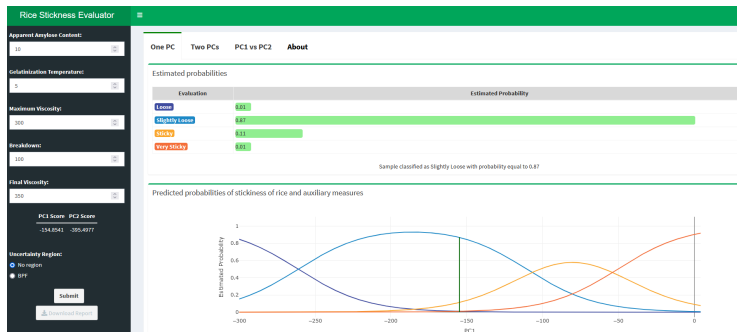 Rice Stickness Evaluator
Apparent Amylose Content:
10
Gelatinization Temperature:
5
Maximum Viscosity:
300
Breakdown:
100
Final Viscosity:
350
PC1 Score PC2 Score
-154.8541 -395.4977
Uncertainty Region:
No region
BPF
Submit
Download Report
One PC Two PCs PC1 vs PC2 About
Estimated probabilities
Evaluation Estimated Probability
Loose 0.01
Slightly Loose 0.87
Sticky 0.11
Very Sticky 0.01
Sample classified as Slightly Loose with probability equal to 0.87
Predicted probabilities of stickiness of rice and auxiliary measures
Estimated Probability
1
0.8
0.6
0.4
0.2
0
−300 −250 −200 −150 −100 −50 0
PC1